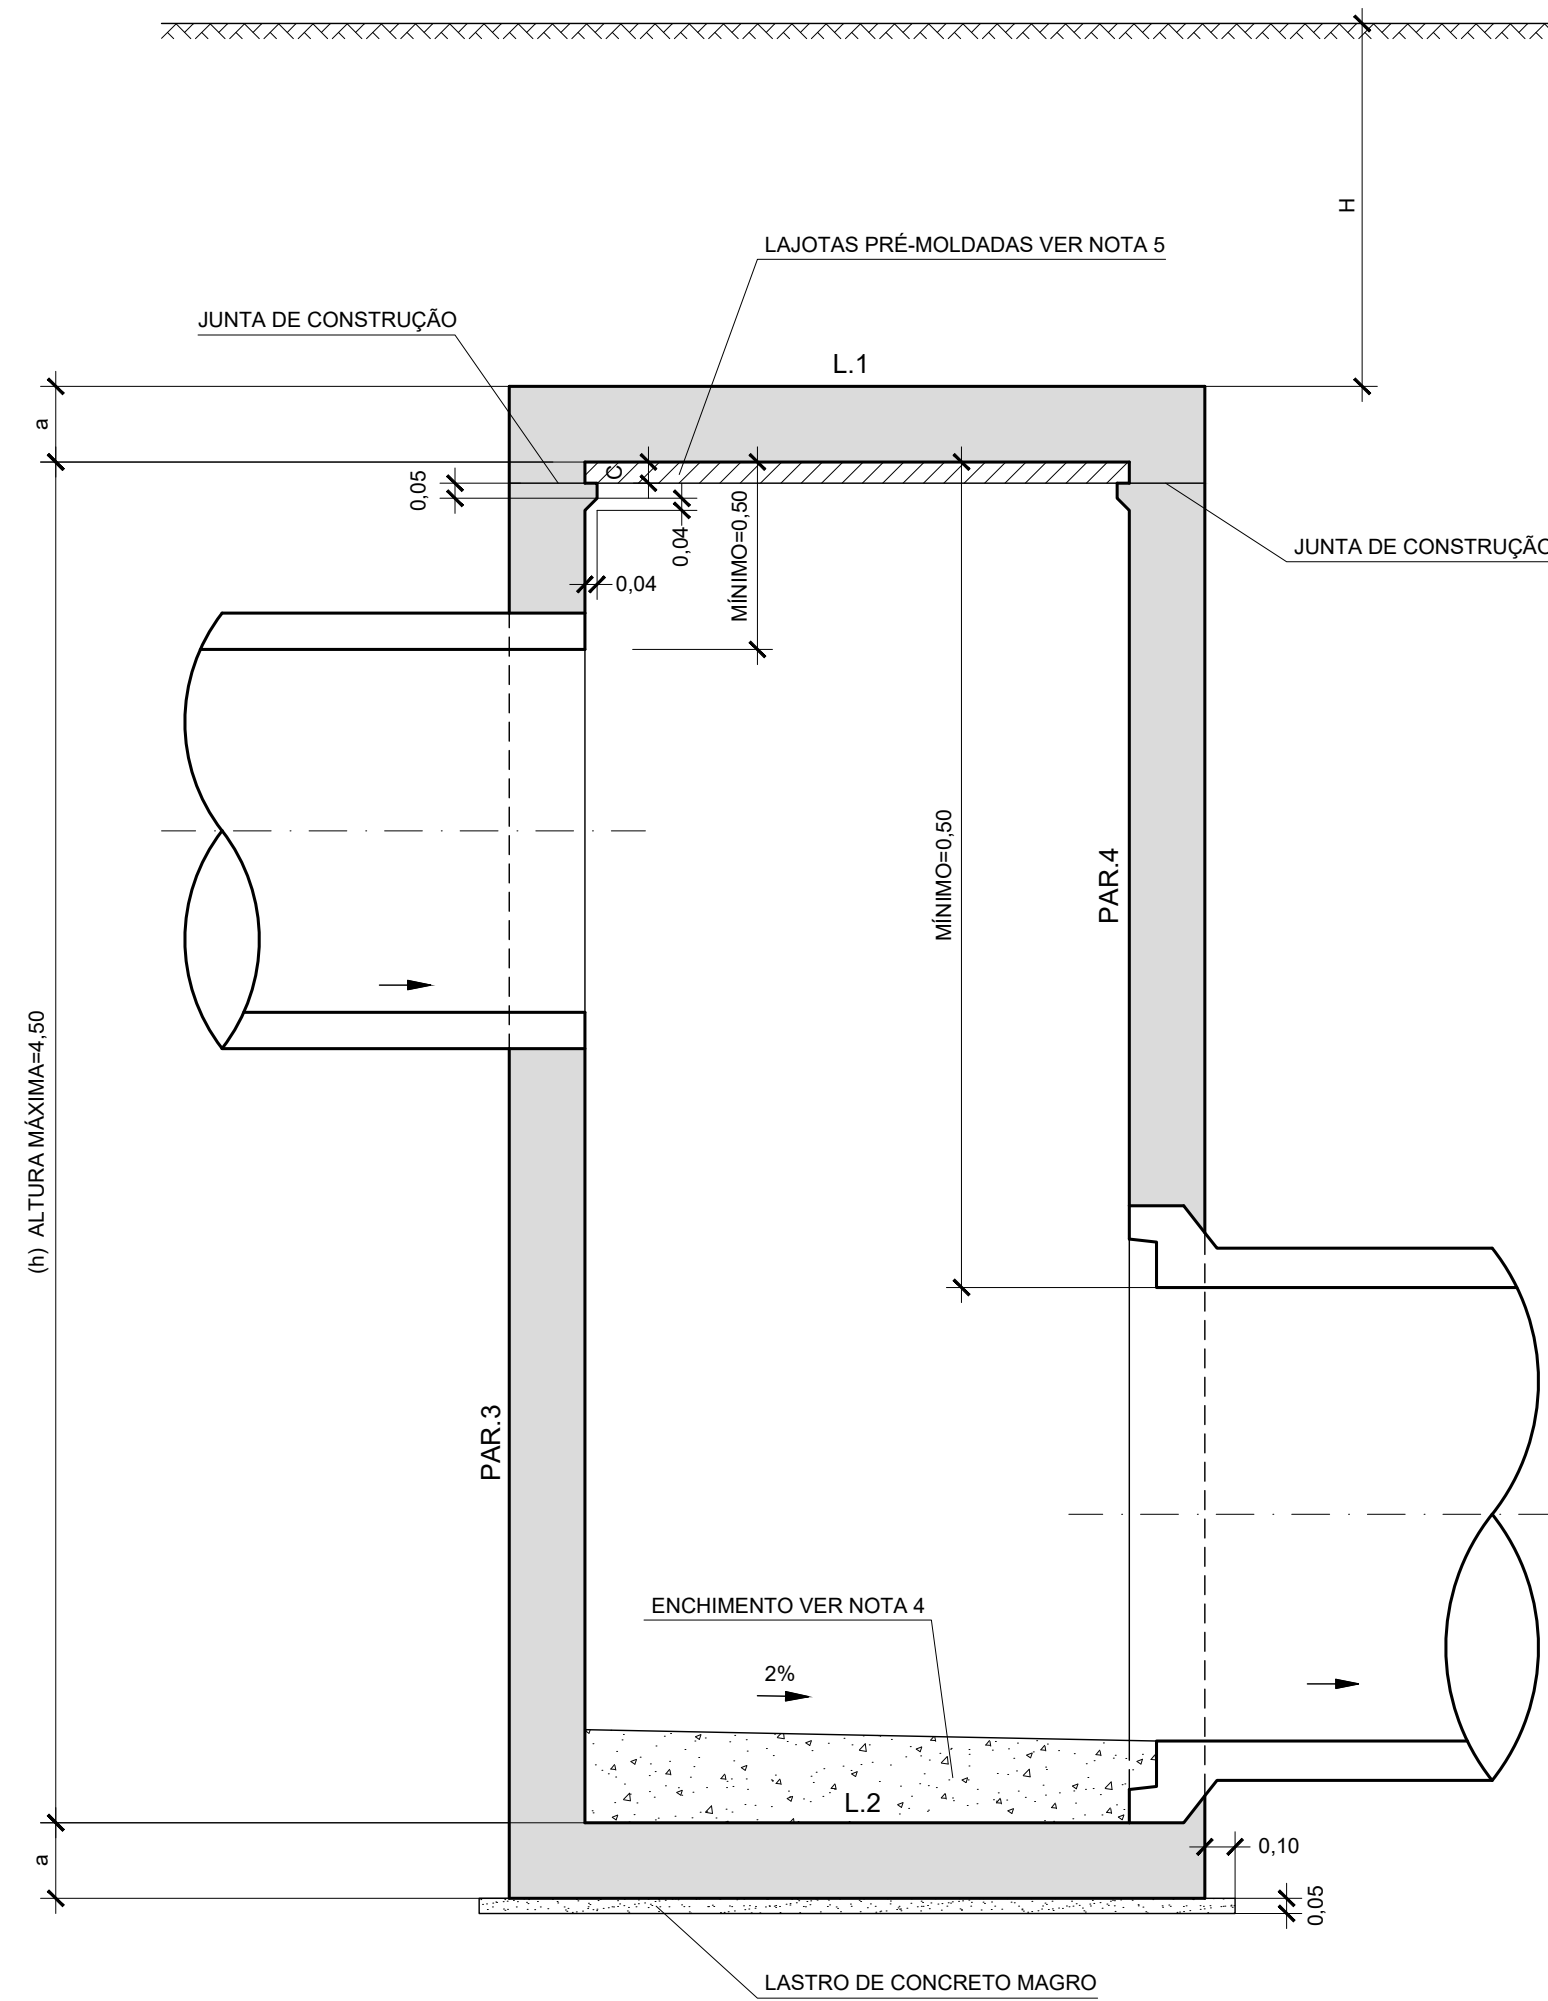 H
LAJOTAS PRÉ-MOLDADAS VER NOTA 5
JUNTA DE CONSTRUÇÃO
L.1
a
C
0,05
0,04
MÍNIMO=0,50
0,04
JUNTA DE CONSTRUÇÃO
MÍNIMO=0,50
PAR.4
(h) ALTURA MÁXIMA=4,50
PAR.3
ENCHIMENTO VER NOTA 4
2%
L.2
a
0,10
0,05
LASTRO DE CONCRETO MAGRO